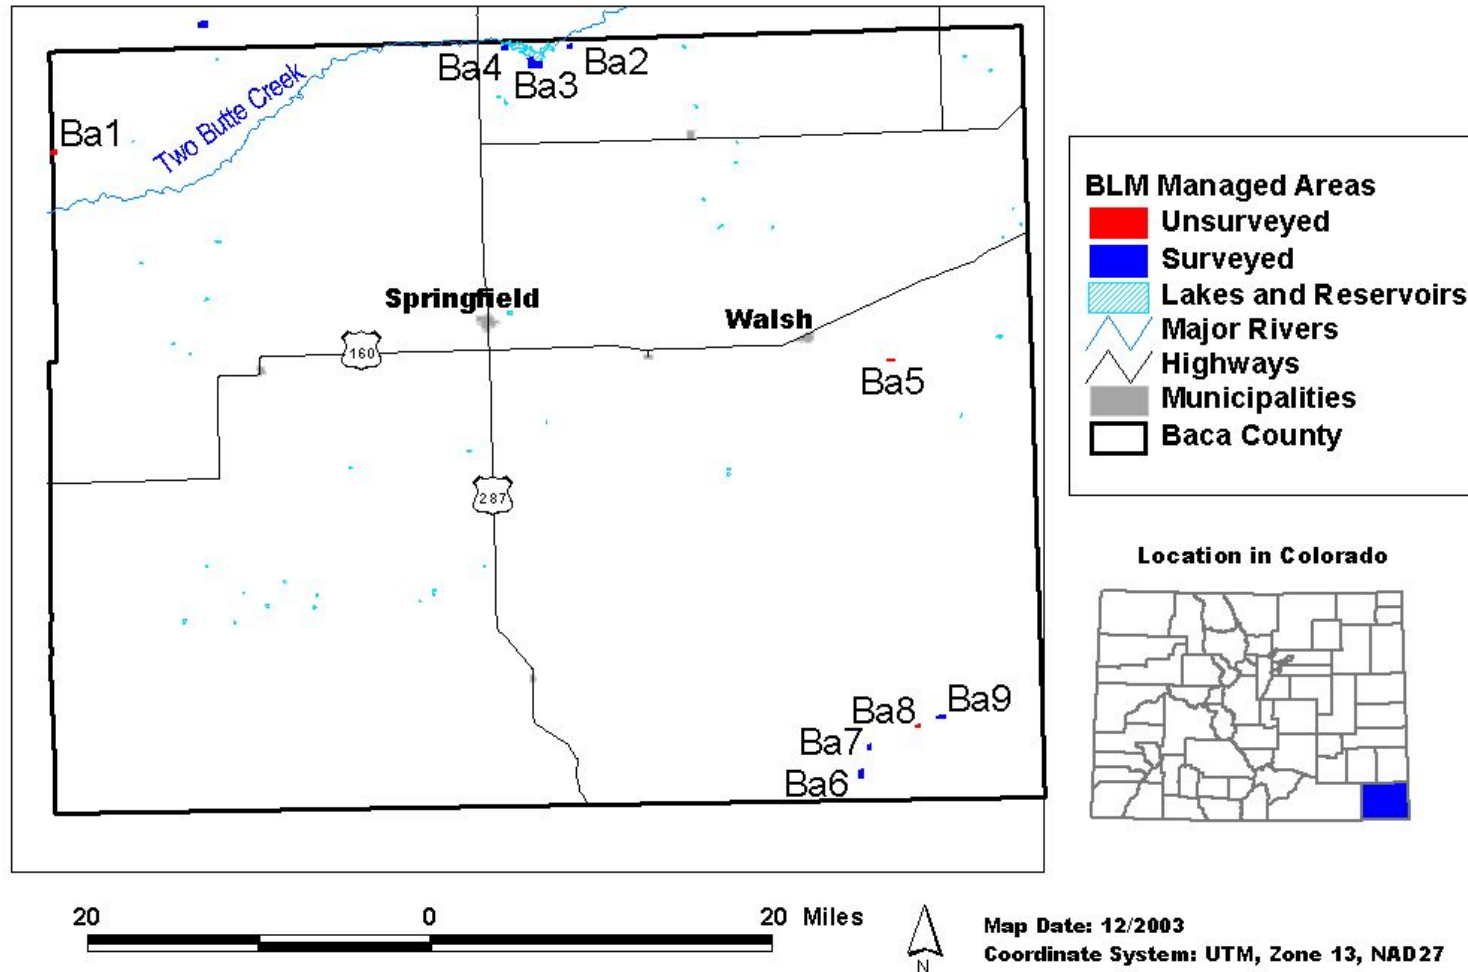 Ba4
Ba3
Ba2
Ba1
Two Butte Creek
Springfield
Walsh
160
Ba5
287
Ba8
Ba9
Ba7
Ba6
BLM Managed Areas
Unsurveyed
Surveyed
Lakes and Reservoirs
Major Rivers
Highways
Municipalities
Baca County
Location in Colorado
20 0 20 Miles
N
Map Date: 12/2003
Coordinate System: UTM, Zone 13, NAD27